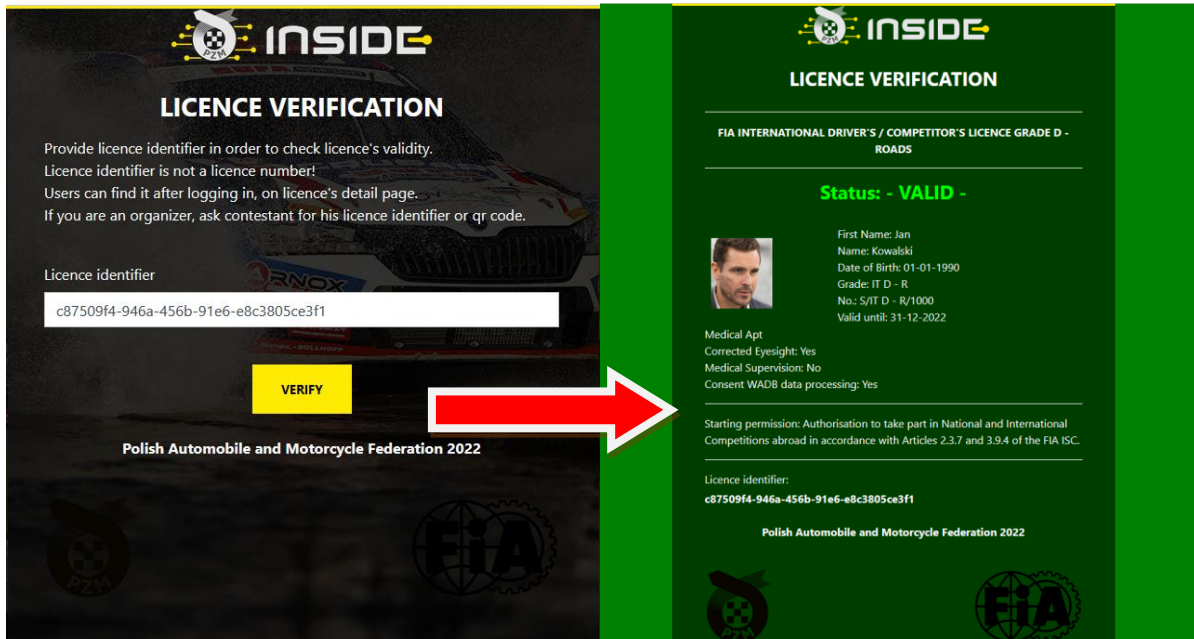 PZM INSIDE
LICENCE VERIFICATION
Provide licence identifier in order to check licence's validity.
Licence identifier is not a licence number!
Users can find it after logging in, on licence's detail page.
If you are an organizer, ask contestant for his licence identifier or qr code.
Licence identifier
ARNOX
c87509f4-946a-456b-91e6-e8c3805ce3f1
VERIFY
Polish Automobile and Motorcycle Federation 2022
PZM
FIA
PZM INSIDE
LICENCE VERIFICATION
FIA INTERNATIONAL DRIVER'S / COMPETITOR'S LICENCE GRADE D -
ROADS
Status: - VALID -
First Name: Jan
Name: Kowalski
Date of Birth: 01-01-1990
Grade: IT D - R
No.: S/IT D - R/1000
Valid until: 31-12-2022
Medical Apt
Corrected Eyesight: Yes
Medical Supervision: No
Consent WADB data processing: Yes
Starting permission: Authorisation to take part in National and International
Competitions abroad in accordance with Articles 2.3.7 and 3.9.4 of the FIA ISC.
Licence identifier:
c87509f4-946a-456b-91e6-e8c3805ce3f1
Polish Automobile and Motorcycle Federation 2022
PZM
FIA